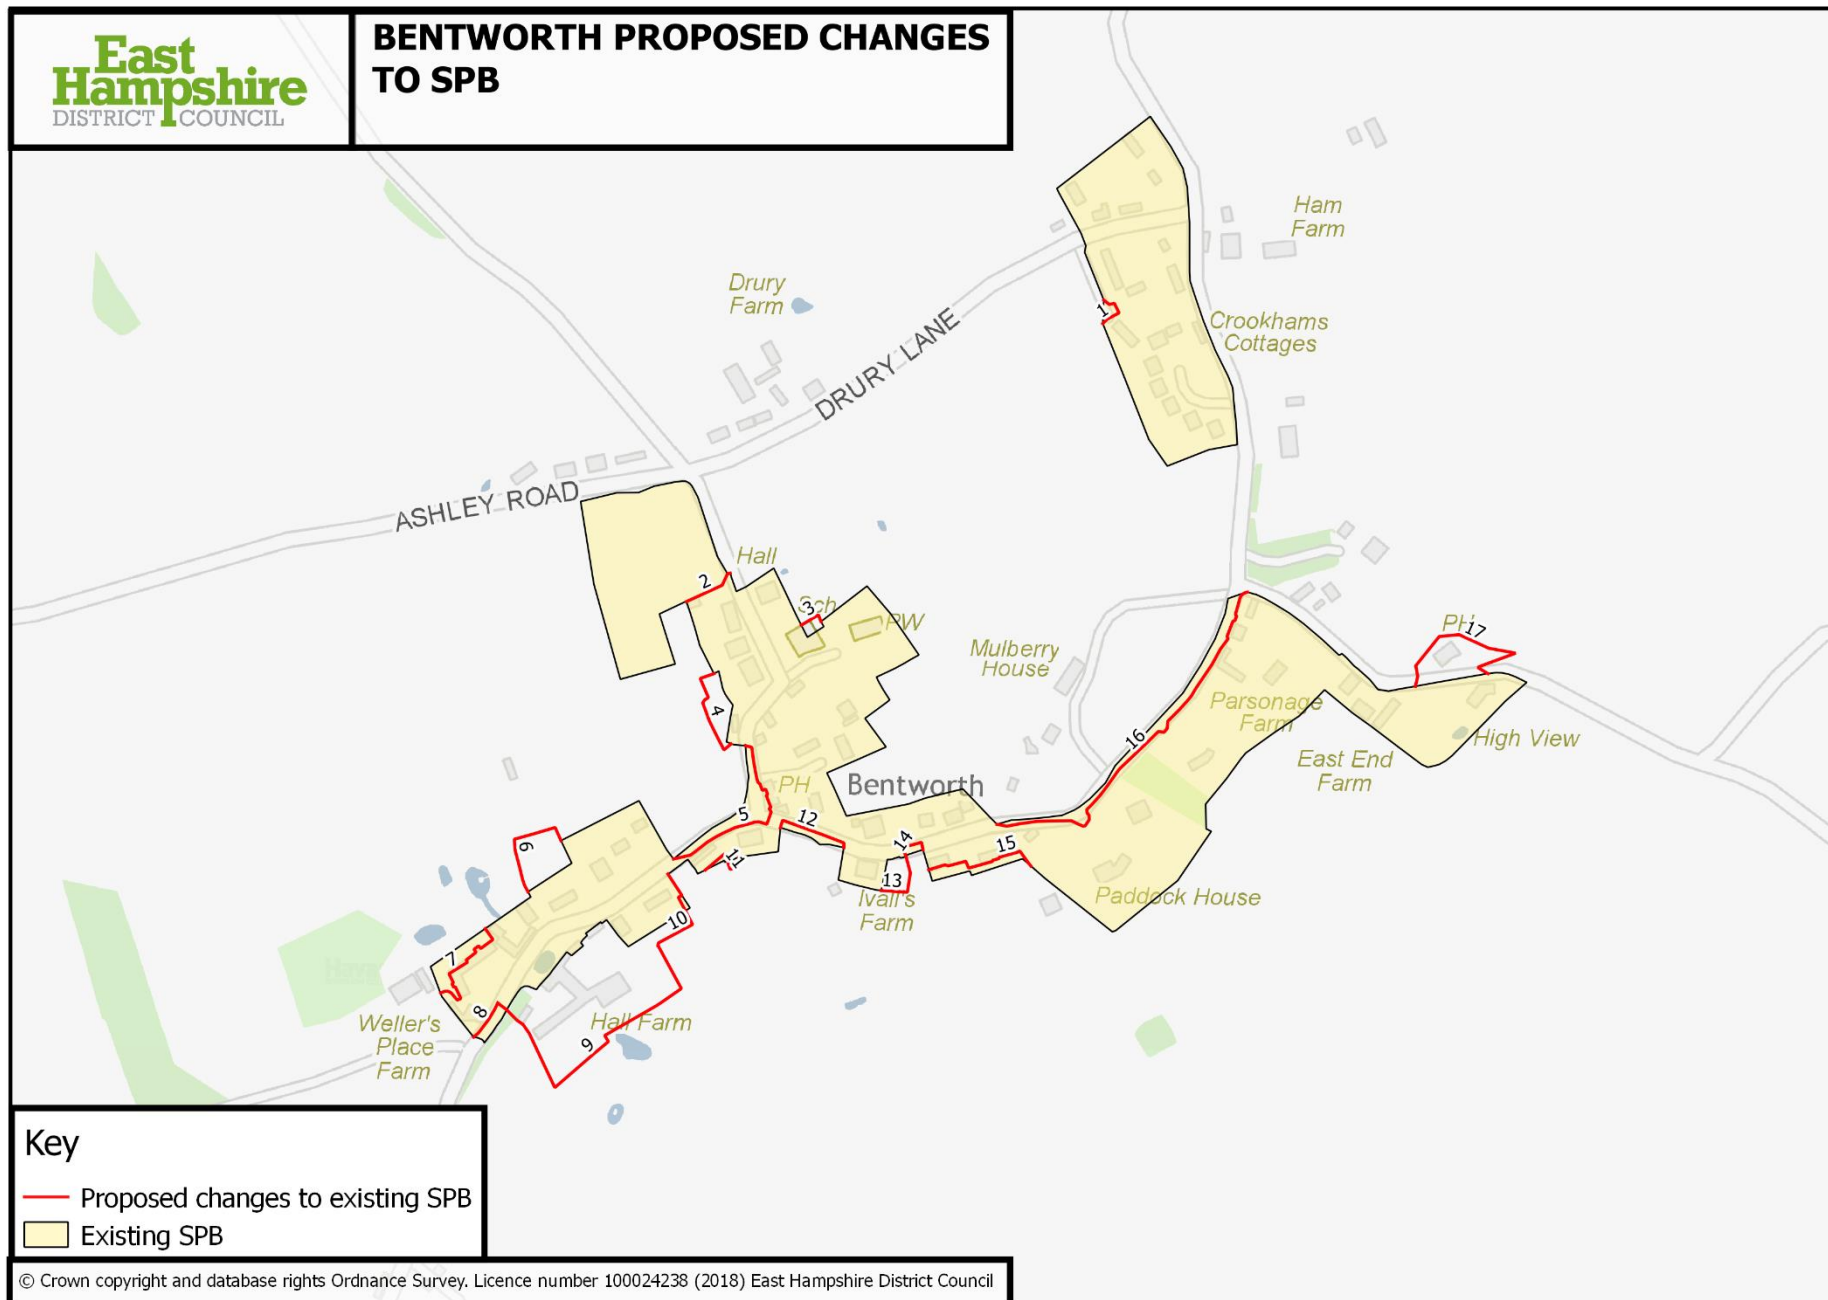 East
Hampshire
DISTRICT COUNCIL
BENTWORTH PROPOSED CHANGES
TO SPB
Ham
Farm
Drury
Farm
1
Crookhams
Cottages
DRURY LANE
ASHLEY ROAD
Hall
2
3
Sch
PW
PH
17
Mulberry
House
4
Parsonage
Farm
16
High View
East End
Farm
PH
Bentworth
5
12
14
15
6
11
13
Ivall's
Farm
Paddock House
10
7
8
Hall Farm
9
Weller's
Place
Farm
Key
Proposed changes to existing SPB
Existing SPB
© Crown copyright and database rights Ordnance Survey. Licence number 100024238 (2018) East Hampshire District Council